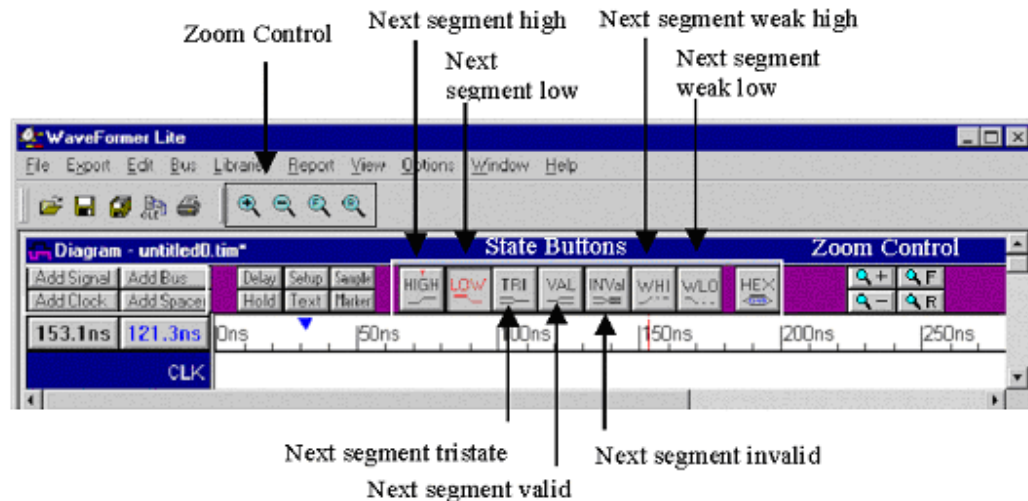 Next segment high
Next segment weak high
Zoom Control
Next
segment low
Next segment
weak low
WaveFormer Lite
File Export Edit Bus Libraries Report View Options Window Help
OLE
Diagram - untitled0.tim*
State Buttons
Zoom Control
Add Signal Add Bus Delay Setup Sample HIGH LOW TRI VAL INVal WHI WLO HEX + F
Add Clock Add Spacer Hold Text Marker - R
153.1ns 121.3ns 0ns 50ns 100ns 150ns 200ns 250ns
CLK
Next segment tristate
Next segment invalid
Next segment valid